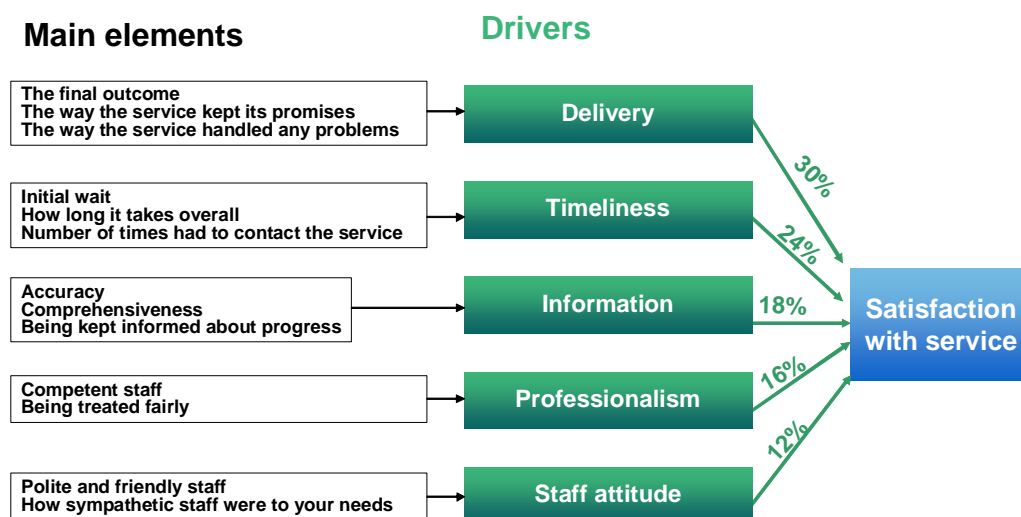 Main elements
Drivers
The final outcome
The way the service kept its promises
The way the service handled any problems
Delivery
30%
Initial wait
How long it takes overall
Number of times had to contact the service
Timeliness
24%
Accuracy
Comprehensiveness
Being kept informed about progress
Information
18%
Satisfaction
with service
Competent staff
Being treated fairly
Professionalism
16%
Polite and friendly staff
How sympathetic staff were to your needs
Staff attitude
12%